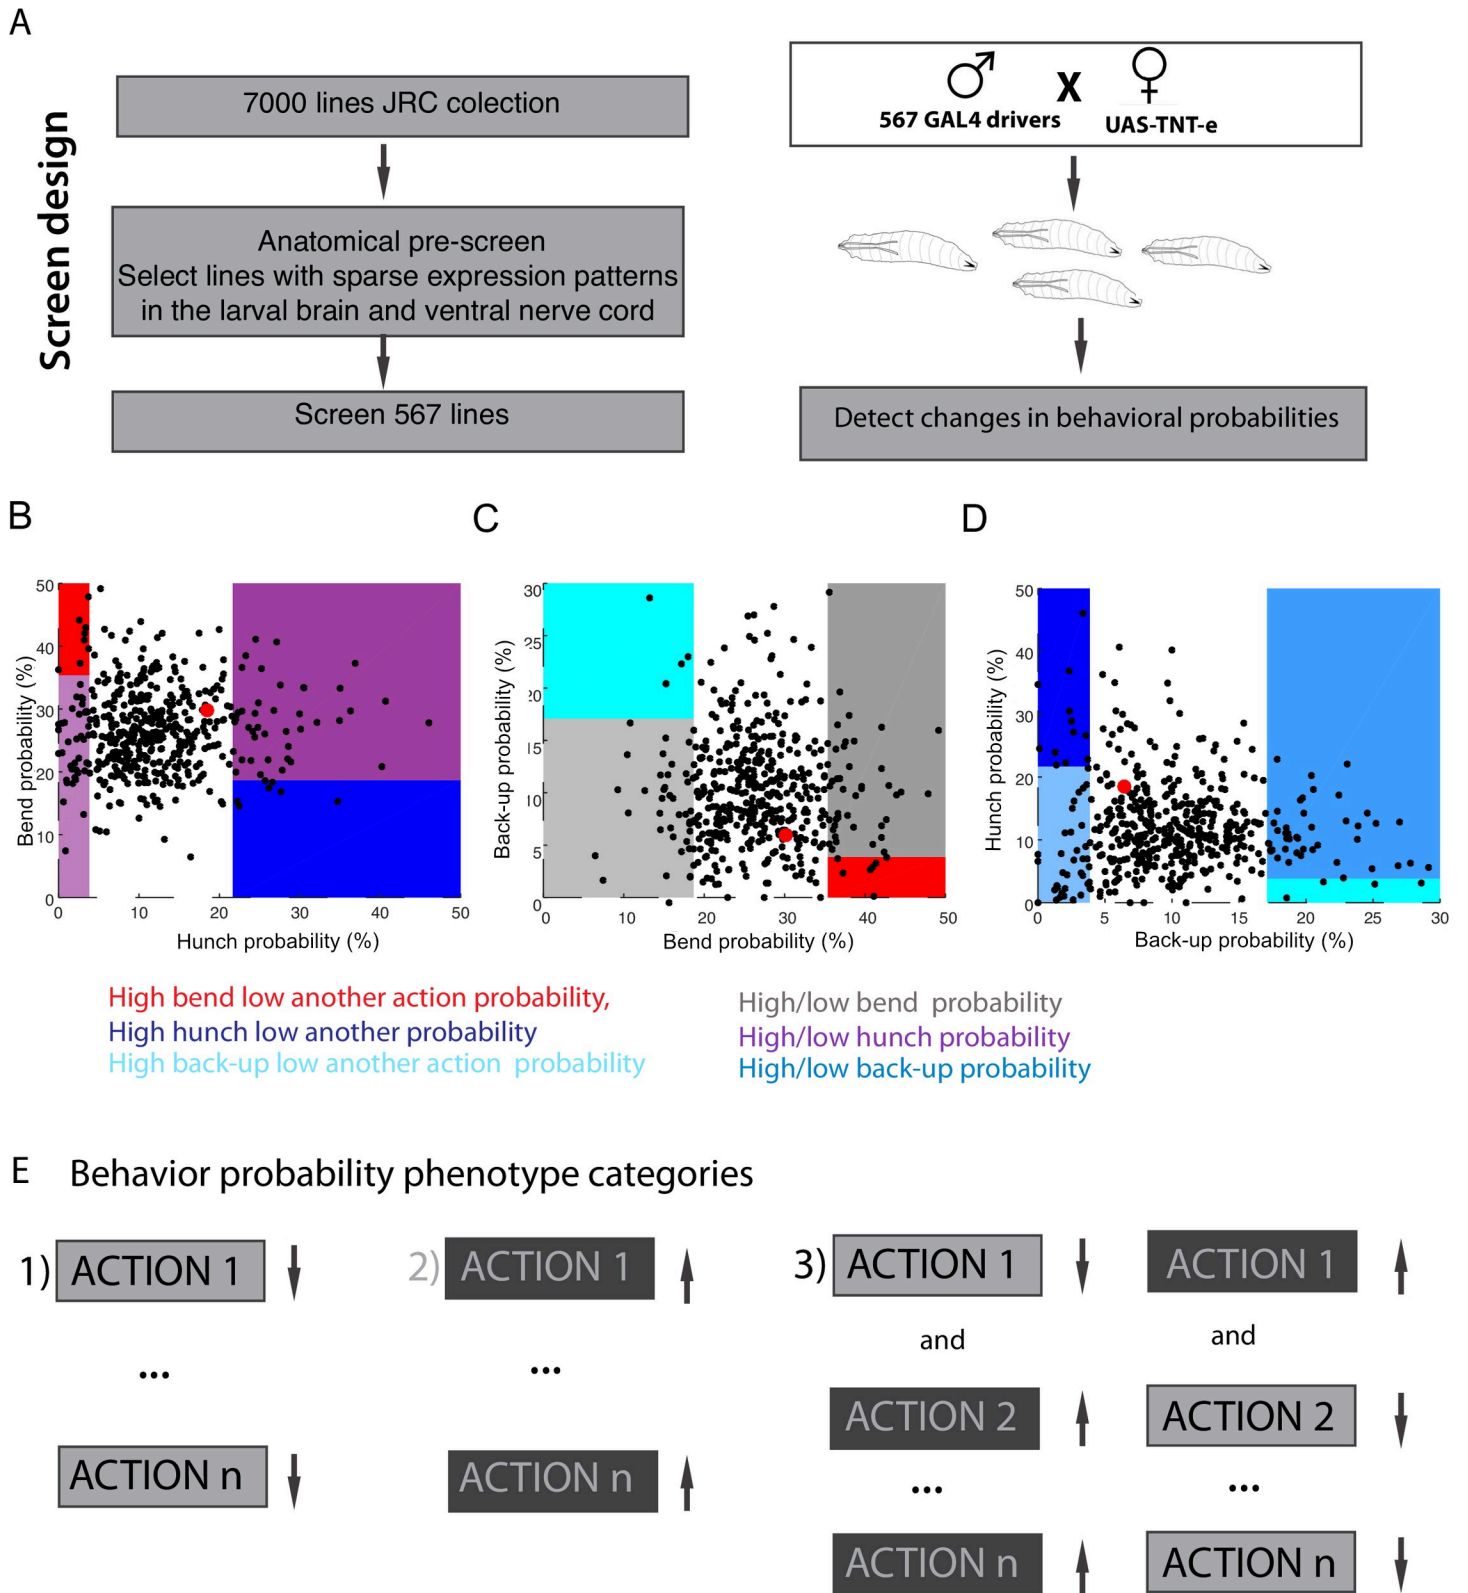 A
Screen design
7000 lines JRC colection
Anatomical pre-screen
Select lines with sparse expression patterns
in the larval brain and ventral nerve cord
Screen 567 lines
X
567 GAL4 drivers
UAS-TNT-e
Detect changes in behavioral probabilities
B
Bend probability (%)
50
40
30
20
10
0
0 10 20 30 40 50
Hunch probability (%)
C
Back-up probability (%)
30
25
20
15
10
5
0
0 10 20 30 40 50
Bend probability (%)
D
Hunch probability (%)
50
40
30
20
10
0
0 5 10 15 20 25 30
Back-up probability (%)
High bend low another action probability,
High hunch low another probability
High back-up low another action probability
High/low bend probability
High/low hunch probability
High/low back-up probability
E Behavior probability phenotype categories
1) ACTION 1
...
ACTION n
2) ACTION 1
...
ACTION n
3) ACTION 1
and
ACTION 2
...
ACTION n
ACTION 1
and
ACTION 2
...
ACTION n